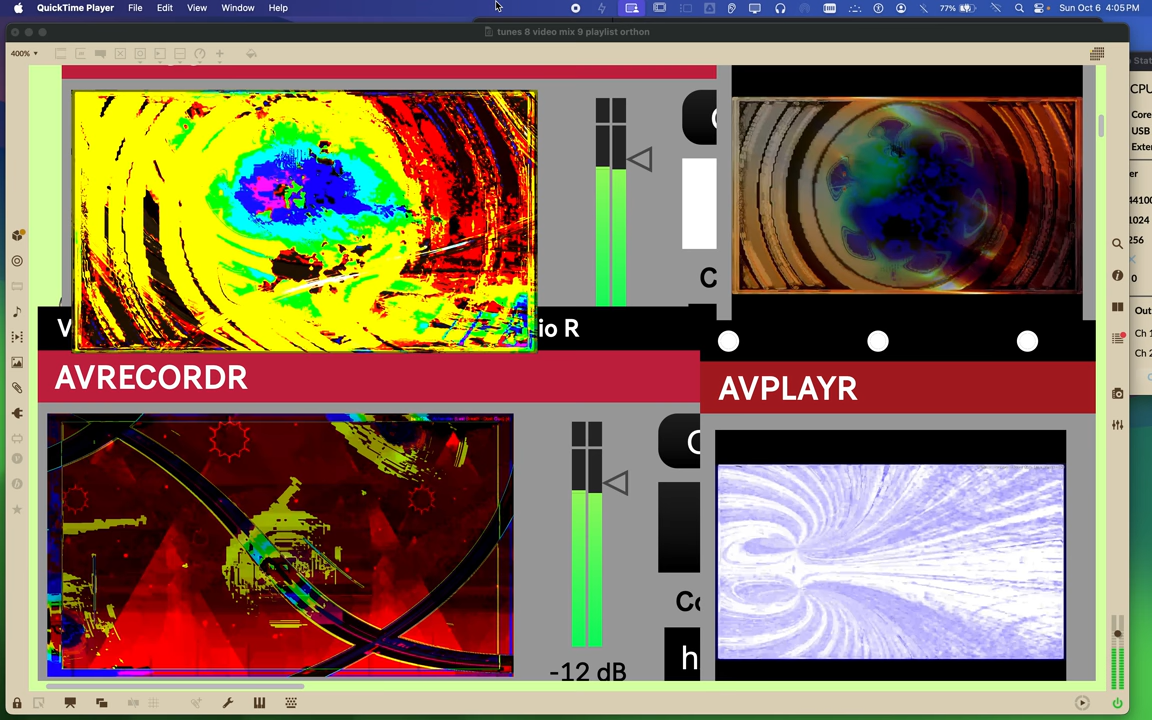 QuickTime Player File Edit View Window Help 77% Sun Oct 6 4:05 PM
tunes 8 video mix 9 playlist orthon
400%
Stat
CPU
Core
USB
Exter
er
44100
1024
256
0
Out
Ch 1
Ch 2
C
V io R
AVRECORDR
AVPLAYR
C
Co
h
-12 dB